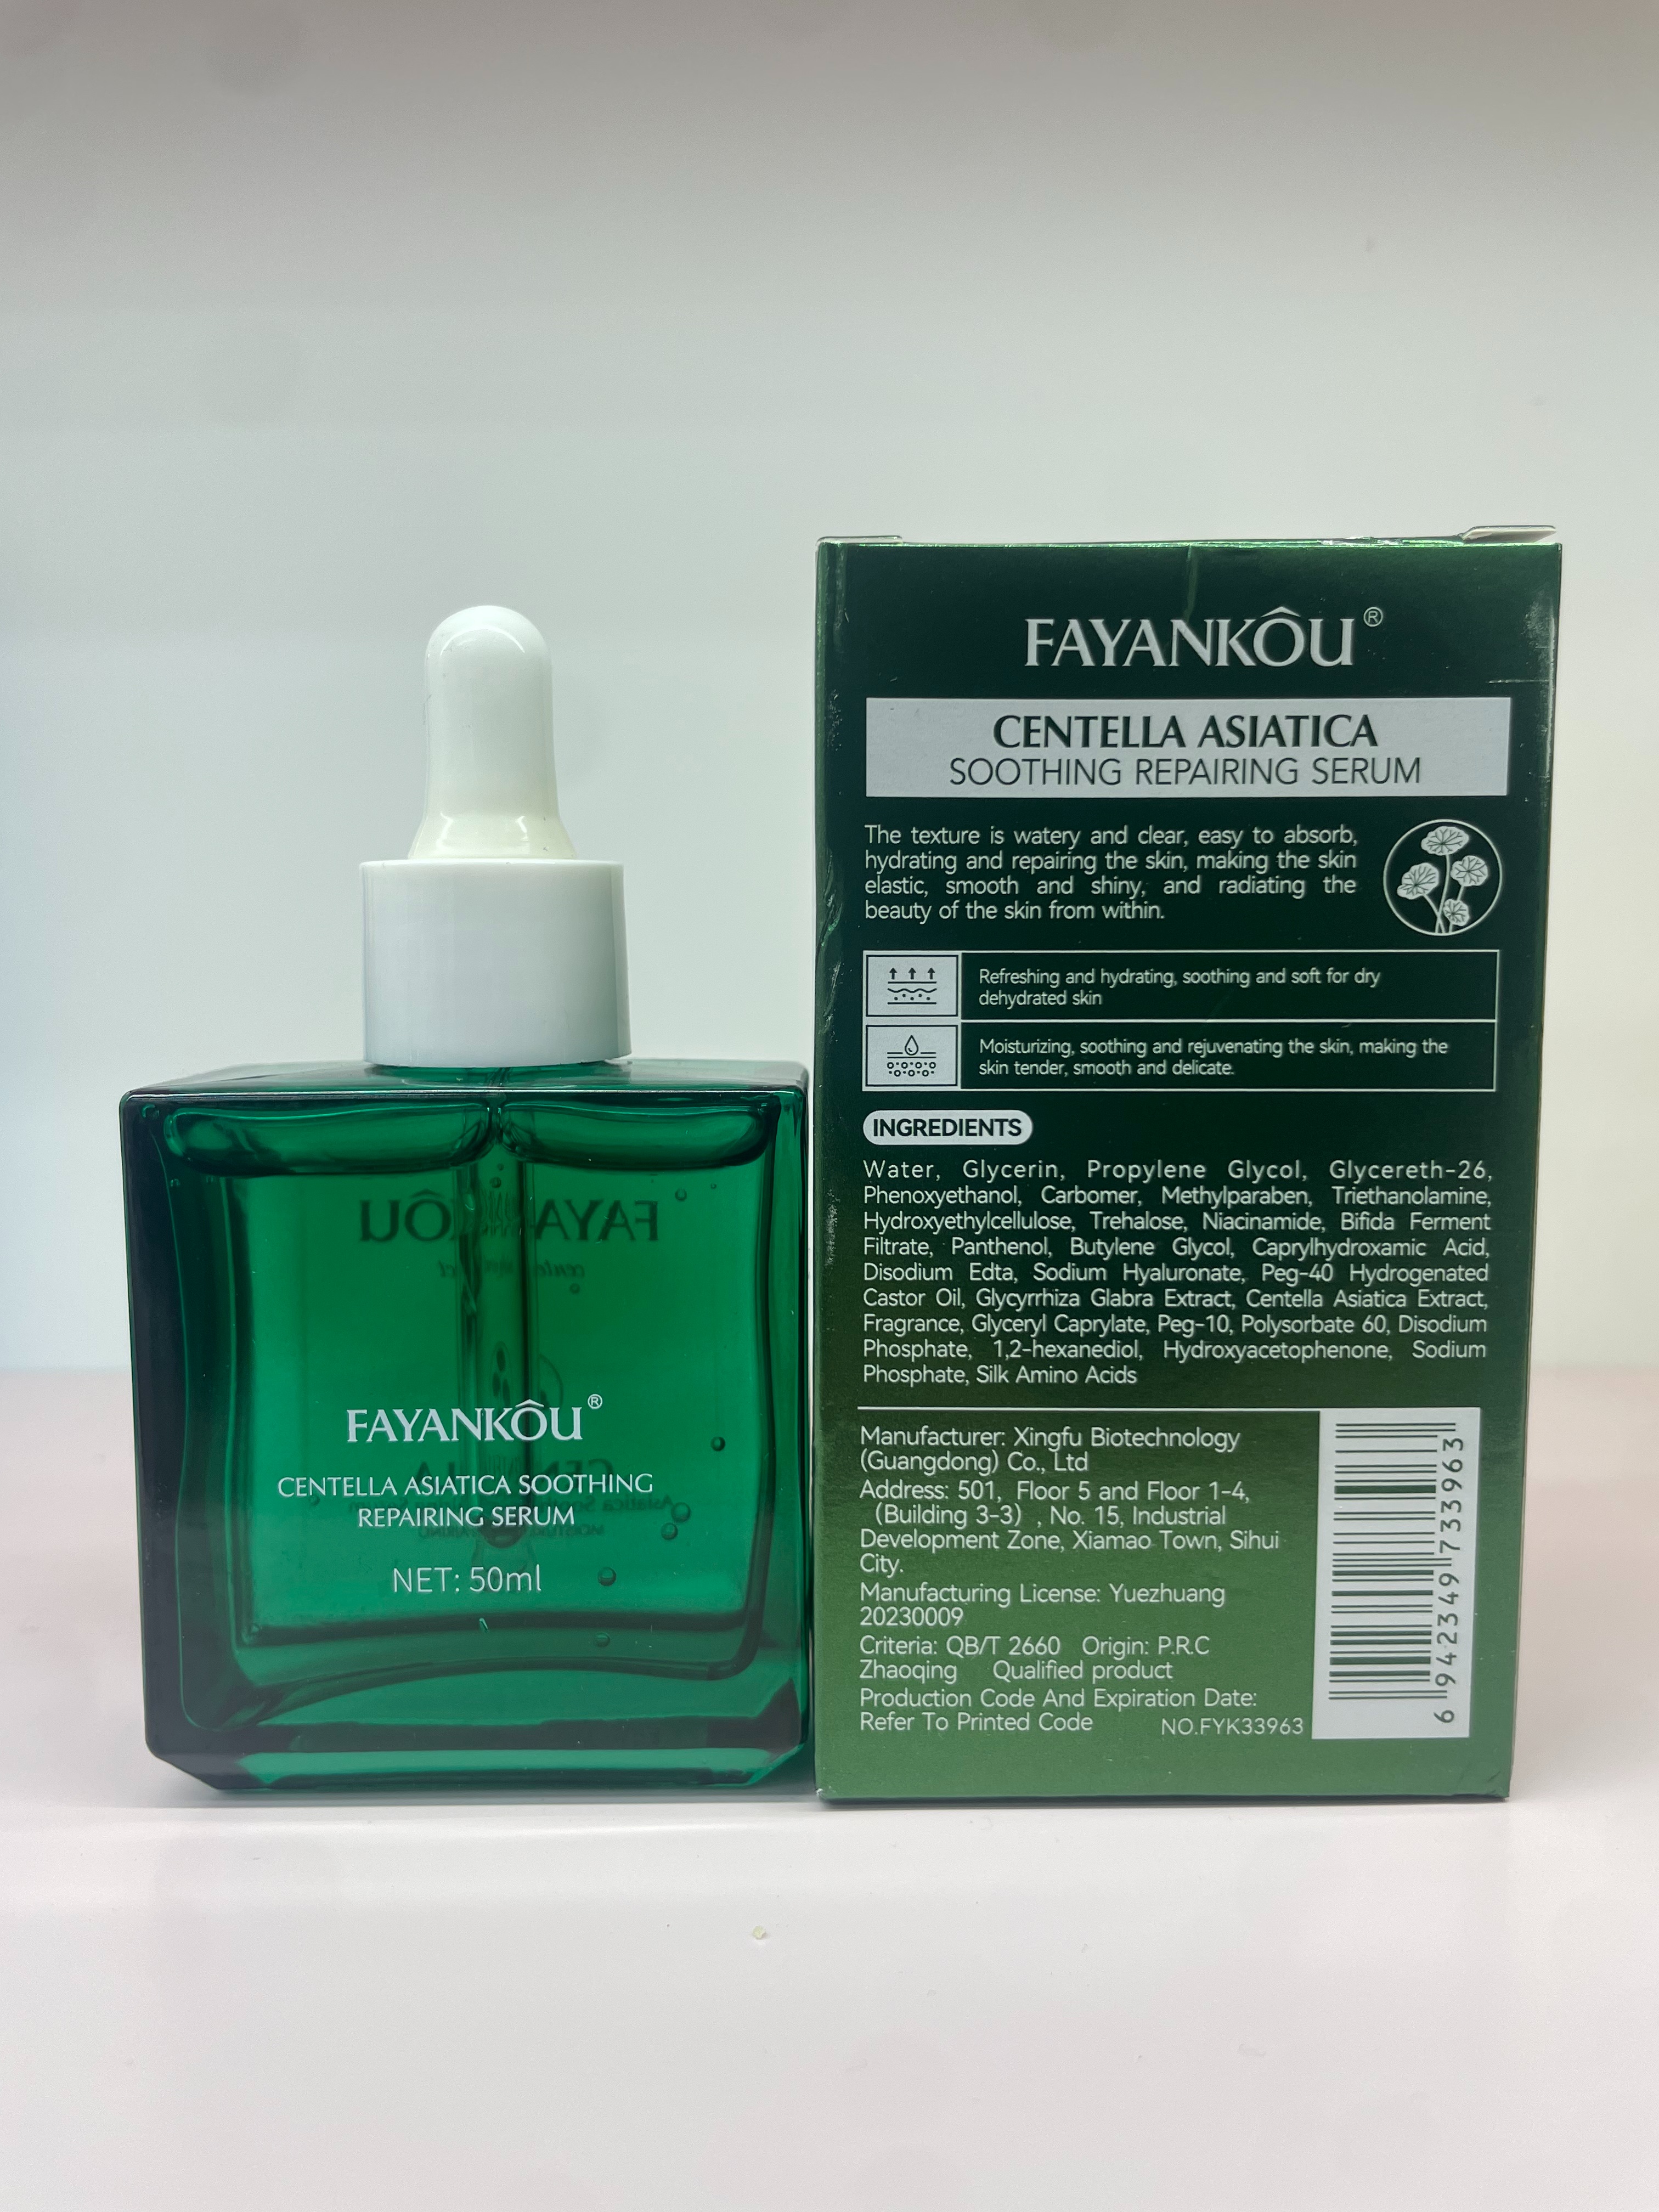 FAYANKÔU®
CENTELLA ASIATICA SOOTHING
REPAIRING SERUM
NET: 50ml
FAYANKÔU®
CENTELLA ASIATICA
SOOTHING REPAIRING SERUM
The texture is watery and clear, easy to absorb,
hydrating and repairing the skin, making the skin
elastic, smooth and shiny, and radiating the
beauty of the skin from within.
Refreshing and hydrating, soothing and soft for dry
dehydrated skin
Moisturizing, soothing and rejuvenating the skin, making the
skin tender, smooth and delicate.
INGREDIENTS
Water, Glycerin, Propylene Glycol, Glycereth-26,
Phenoxyethanol, Carbomer, Methylparaben, Triethanolamine,
Hydroxyethylcellulose, Trehalose, Niacinamide, Bifida Ferment
Filtrate, Panthenol, Butylene Glycol, Caprylhydroxamic Acid,
Disodium Edta, Sodium Hyaluronate, Peg-40 Hydrogenated
Castor Oil, Glycyrrhiza Glabra Extract, Centella Asiatica Extract,
Fragrance, Glyceryl Caprylate, Peg-10, Polysorbate 60, Disodium
Phosphate, 1,2-hexanediol, Hydroxyacetophenone, Sodium
Phosphate, Silk Amino Acids
Manufacturer: Xingfu Biotechnology
(Guangdong) Co., Ltd
Address: 501, Floor 5 and Floor 1-4,
(Building 3-3) , No. 15, Industrial
Development Zone, Xiamao Town, Sihui
City.
Manufacturing License: Yuezhuang
20230009
Criteria: QB/T 2660 Origin: P.R.C
Zhaoqing Qualified product
Production Code And Expiration Date:
Refer To Printed Code NO.FYK33963
6 942349 733963